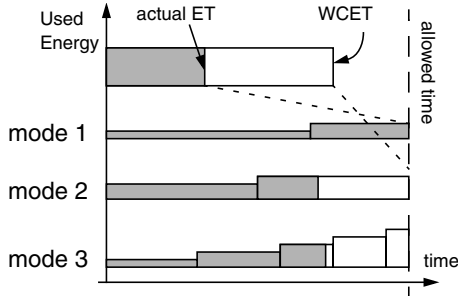 Used
Energy
actual ET
WCET
allowed time
mode 1
mode 2
mode 3
time